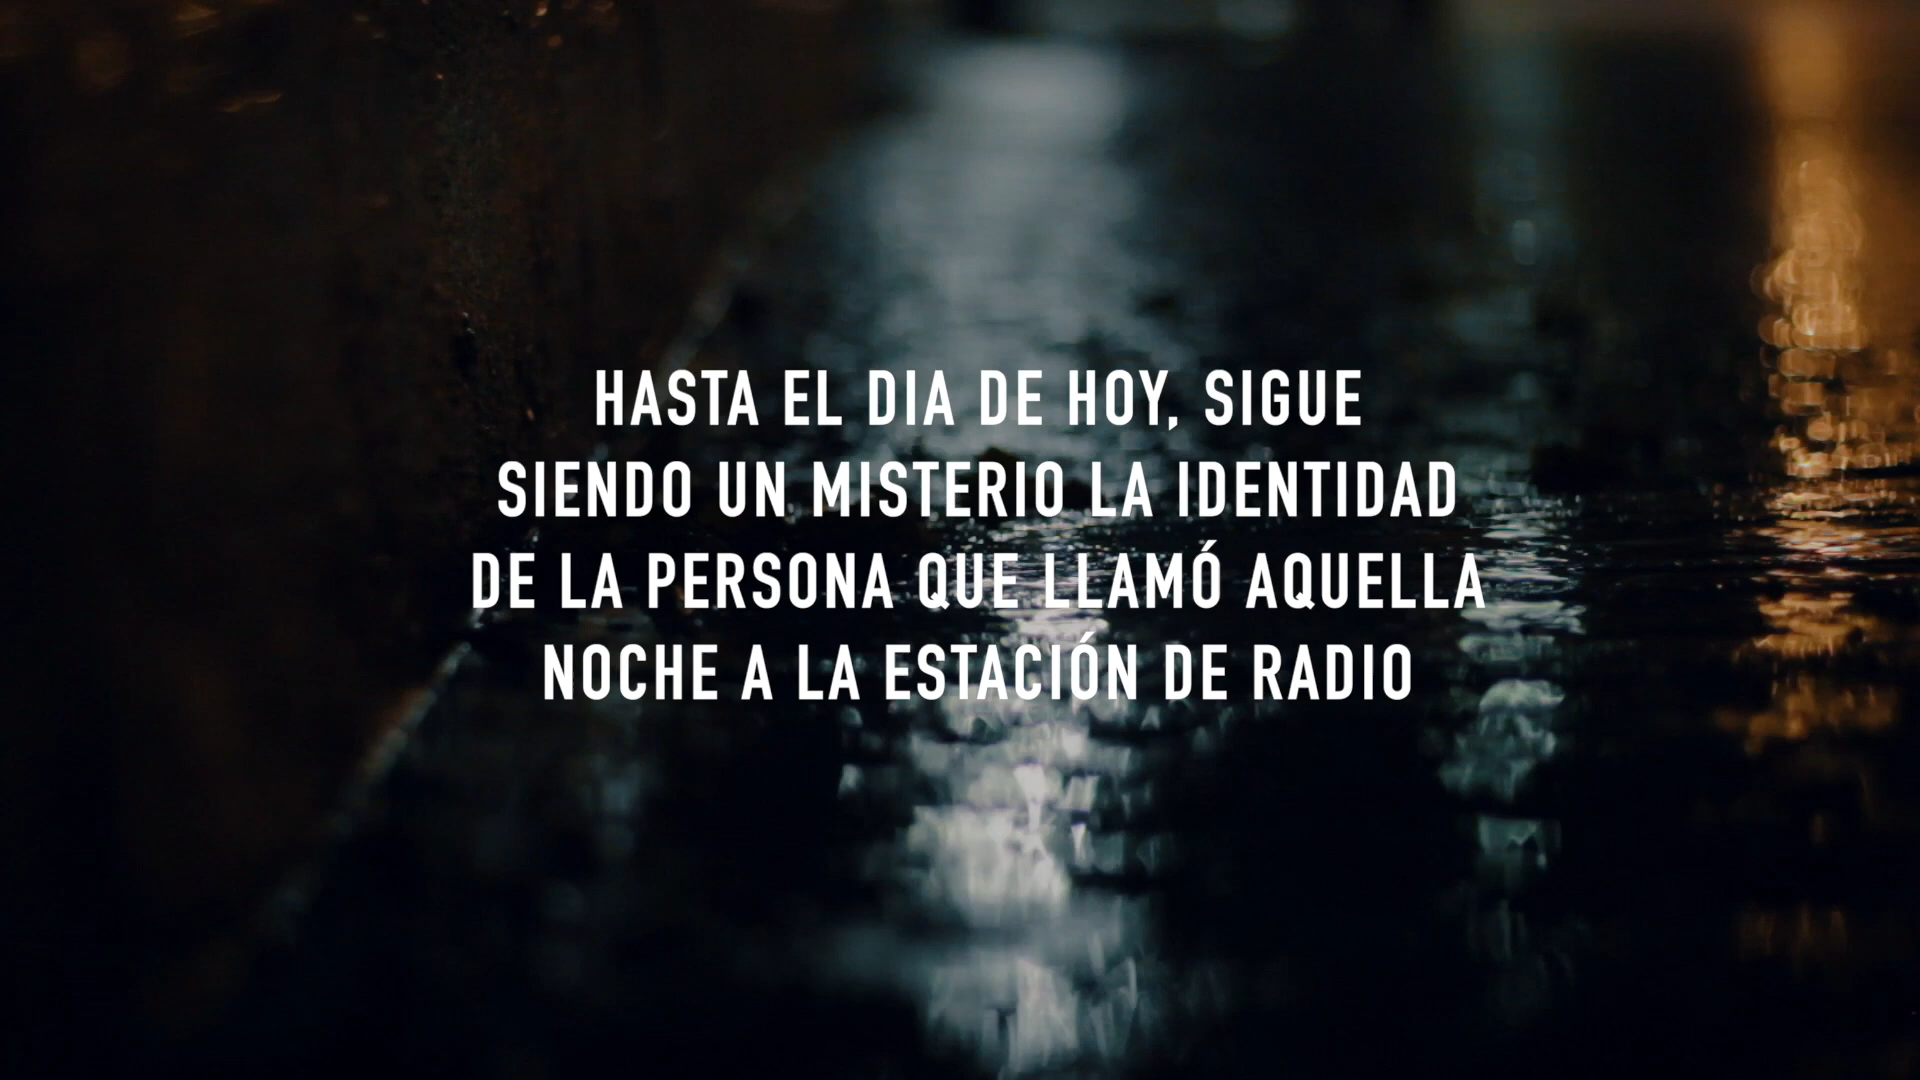 HASTA EL DIA DE HOY, SIGUE
SIENDO UN MISTERIO LA IDENTIDAD
DE LA PERSONA QUE LLAMÓ AQUELLA
NOCHE A LA ESTACIÓN DE RADIO